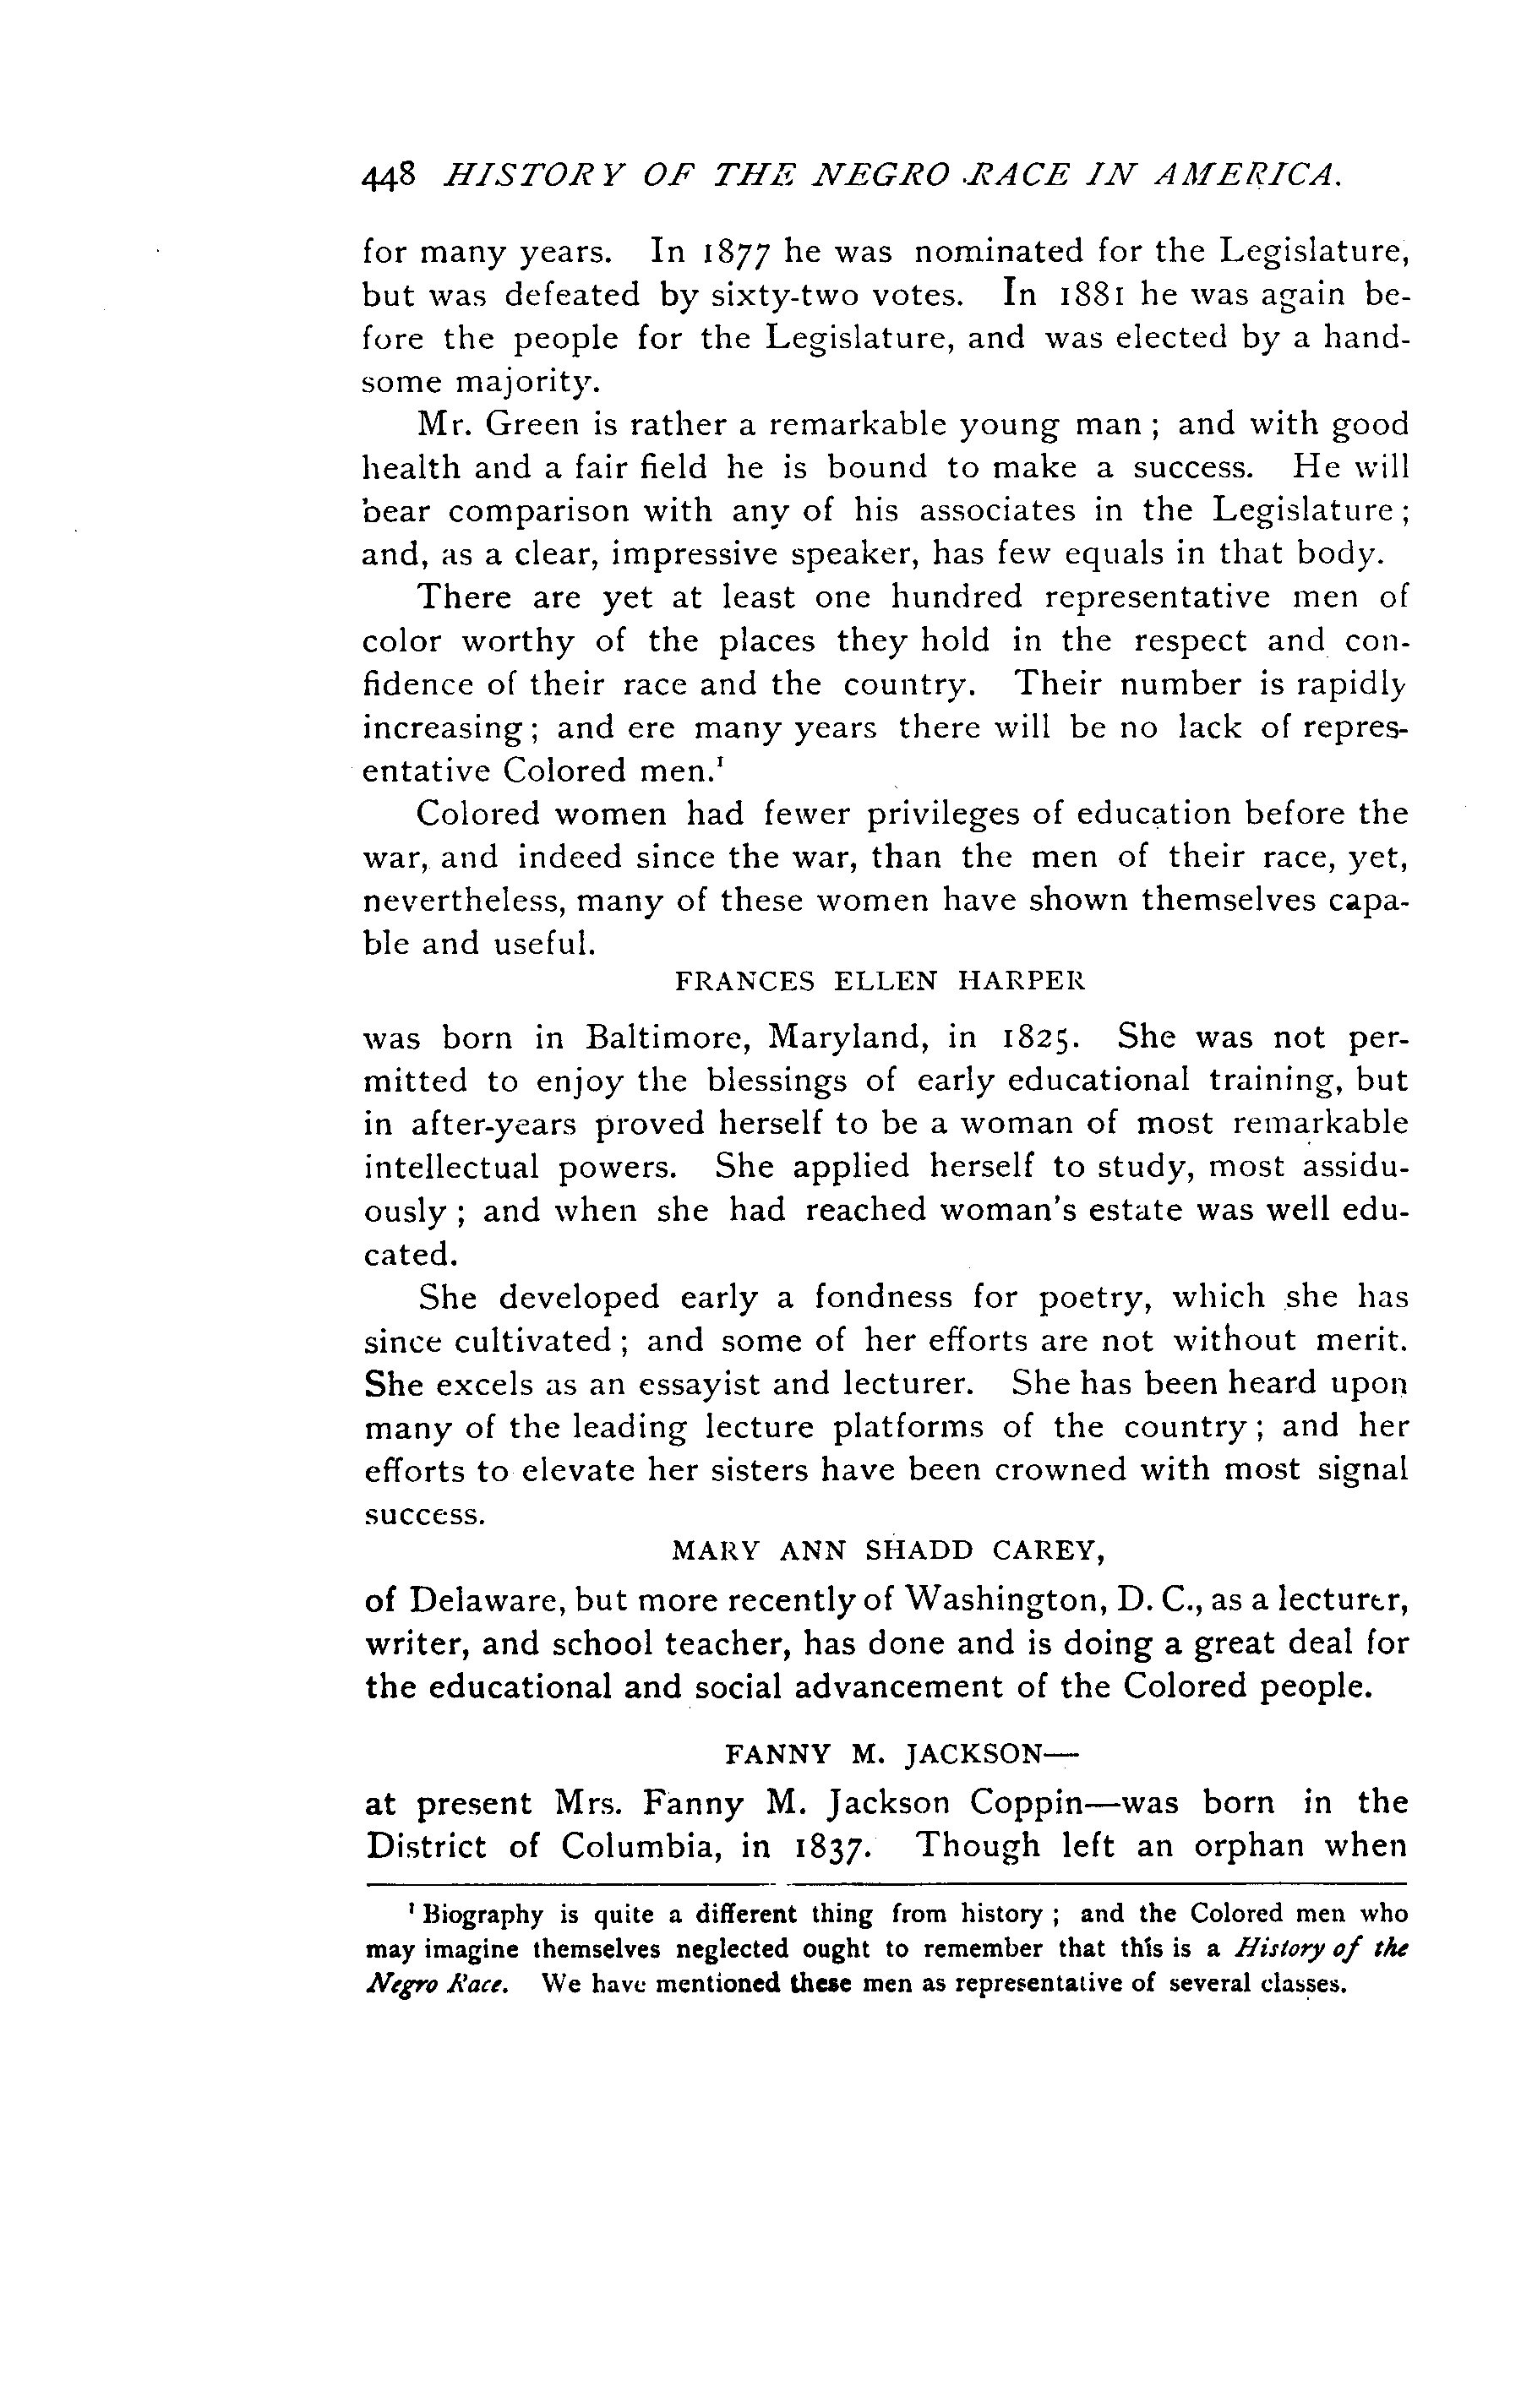 448 HISTORY OF THE NEGRO RACE IN AMERICA.
for many years. In 1877 he was nominated for the Legislature,
but was defeated by sixty-two votes. In 1881 he was again be-
fore the people for the Legislature, and was elected by a hand-
some majority.
Mr. Green is rather a remarkable young man ; and with good
health and a fair field he is bound to make a success. He will
bear comparison with any of his associates in the Legislature ;
and, as a clear, impressive speaker, has few equals in that body.
There are yet at least one hundred representative men of
color worthy of the places they hold in the respect and con-
fidence of their race and the country. Their number is rapidly
increasing ; and ere many years there will be no lack of repres-
entative Colored men.¹
Colored women had fewer privileges of education before the
war, and indeed since the war, than the men of their race, yet,
nevertheless, many of these women have shown themselves capa-
ble and useful.
FRANCES ELLEN HARPER
was born in Baltimore, Maryland, in 1825. She was not per-
mitted to enjoy the blessings of early educational training, but
in after-years proved herself to be a woman of most remarkable
intellectual powers. She applied herself to study, most assidu-
ously ; and when she had reached woman's estate was well edu-
cated.
She developed early a fondness for poetry, which she has
since cultivated ; and some of her efforts are not without merit.
She excels as an essayist and lecturer. She has been heard upon
many of the leading lecture platforms of the country ; and her
efforts to elevate her sisters have been crowned with most signal
success.
MARY ANN SHADD CAREY,
of Delaware, but more recently of Washington, D. C., as a lecturer,
writer, and school teacher, has done and is doing a great deal for
the educational and social advancement of the Colored people.
FANNY M. JACKSON—
at present Mrs. Fanny M. Jackson Coppin—was born in the
District of Columbia, in 1837. Though left an orphan when
¹ Biography is quite a different thing from history ; and the Colored men who
may imagine themselves neglected ought to remember that this is a History of the
Negro Race. We have mentioned these men as representative of several classes.